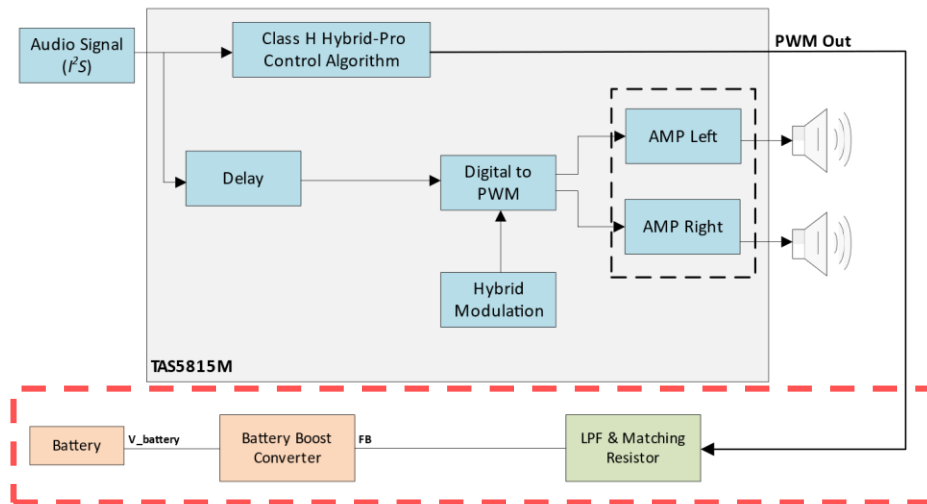 Audio Signal
(I²S)
Class H Hybrid-Pro
Control Algorithm
PWM Out
AMP Left
Delay
Digital to
PWM
AMP Right
Hybrid
Modulation
TAS5815M
Battery
V_battery
Battery Boost
Converter
FB
LPF & Matching
Resistor